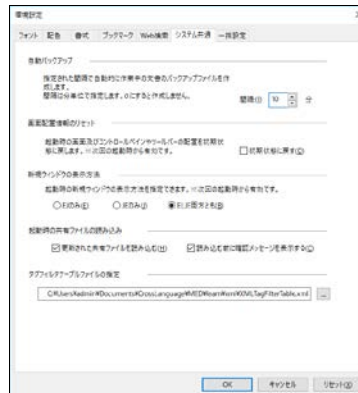 環境設定
フォント 配色 書式 ブックマーク Web検索 システム共通 一括設定
自動バックアップ
指定された間隔で自動的に作業中の文書のバックアップファイルを作
成します。
間隔は分単位で指定します。0にすると作成しません。
間隔(I) 10 分
画面配置情報のリセット
起動時の画面及びコントロールペインやツールバーの配置を初期状
態に戻します。※次回の起動時から有効です。
初期状態に戻す(D)
新規ウィンドウの表示方法
起動時の新規ウィンドウの表示方法を指定できます。※次回の起動時から有効です。
EJのみ(E) JEのみ(J) EJ,JE両方とも(B)
起動時の共有ファイルの読み込み
更新された共有ファイルを読み込む(H) 読み込む前に確認メッセージを表示する(C)
タグフィルタテーブルファイルの指定
C:¥Users¥admin¥Documents¥CrossLanguage¥MED¥learn¥xml¥XMLTagFilterTable.xml ...
OK キャンセル リセット(R)